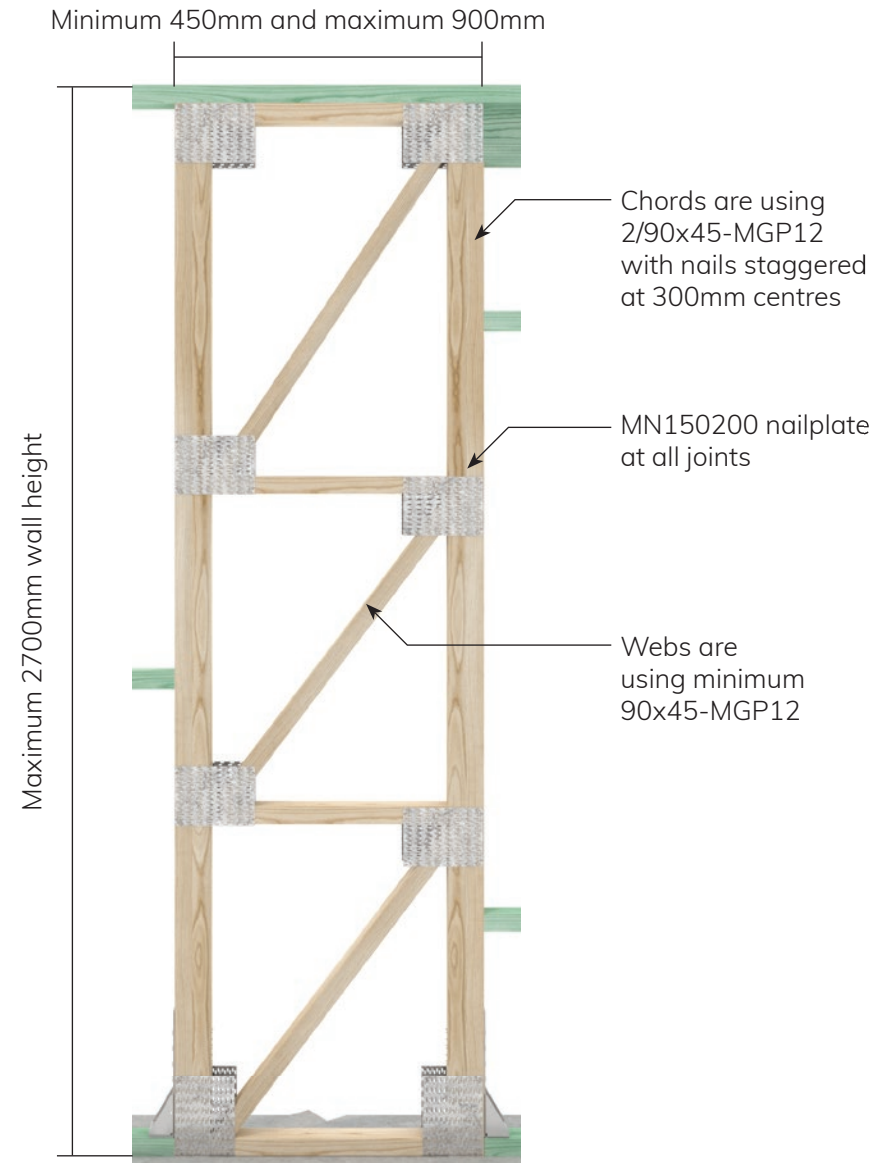 Minimum 450mm and maximum 900mm
Chords are using
2/90x45-MGP12
with nails staggered
at 300mm centres
MN150200 nailplate
at all joints
Maximum 2700mm wall height
Webs are
using minimum
90x45-MGP12